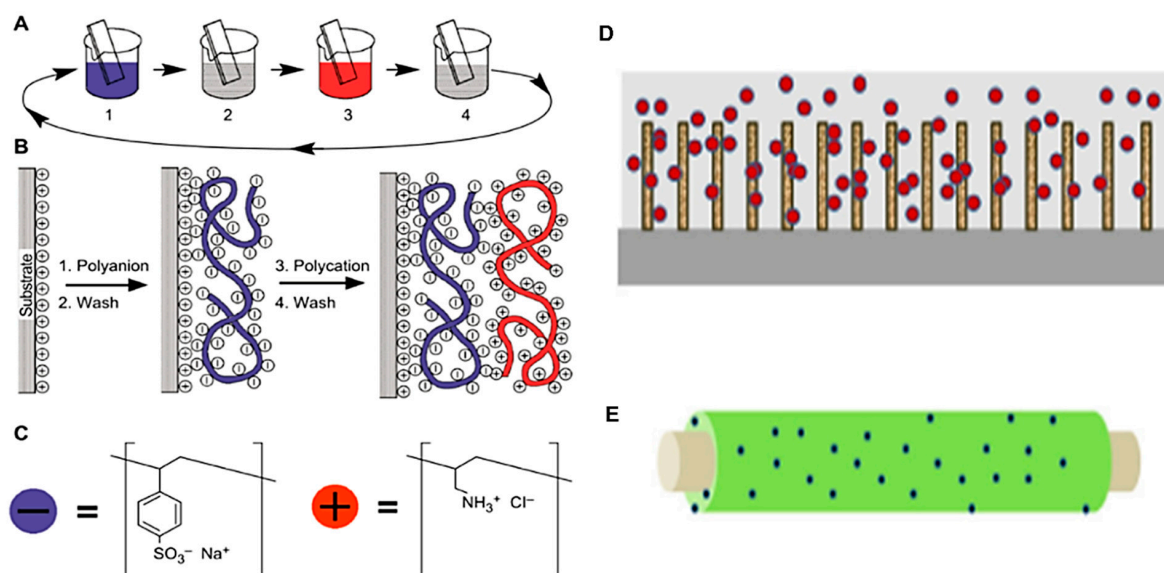 A
1
2
3
4
B
Substrate
1. Polyanion
2. Wash
3. Polycation
4. Wash
C
− =
SO₃⁻ Na⁺
+ =
NH₃⁺ Cl⁻
D
E